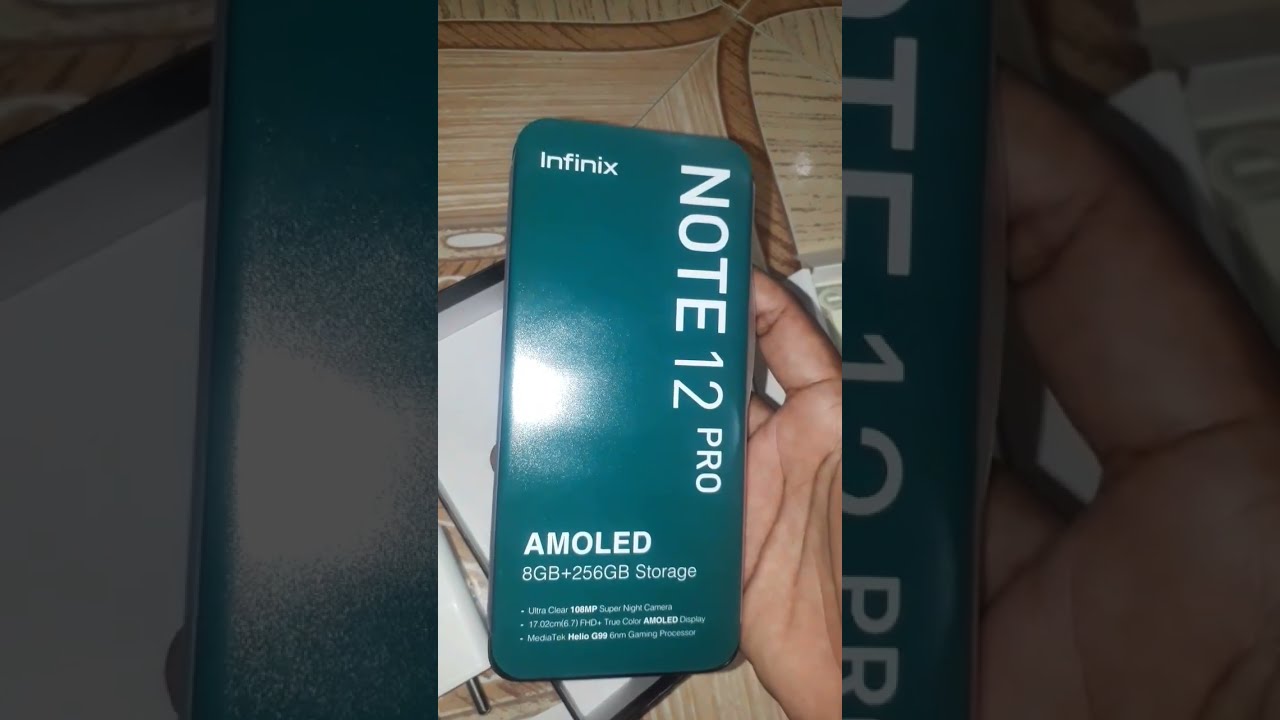 Infinix
NOTE 12 PRO
AMOLED
8GB+256GB Storage
- Ultra Clear 108MP Super Night Camera
- 17.02cm(6.7) FHD+ True Color AMOLED Display
- MediaTek Helio G99 6nm Gaming Processor